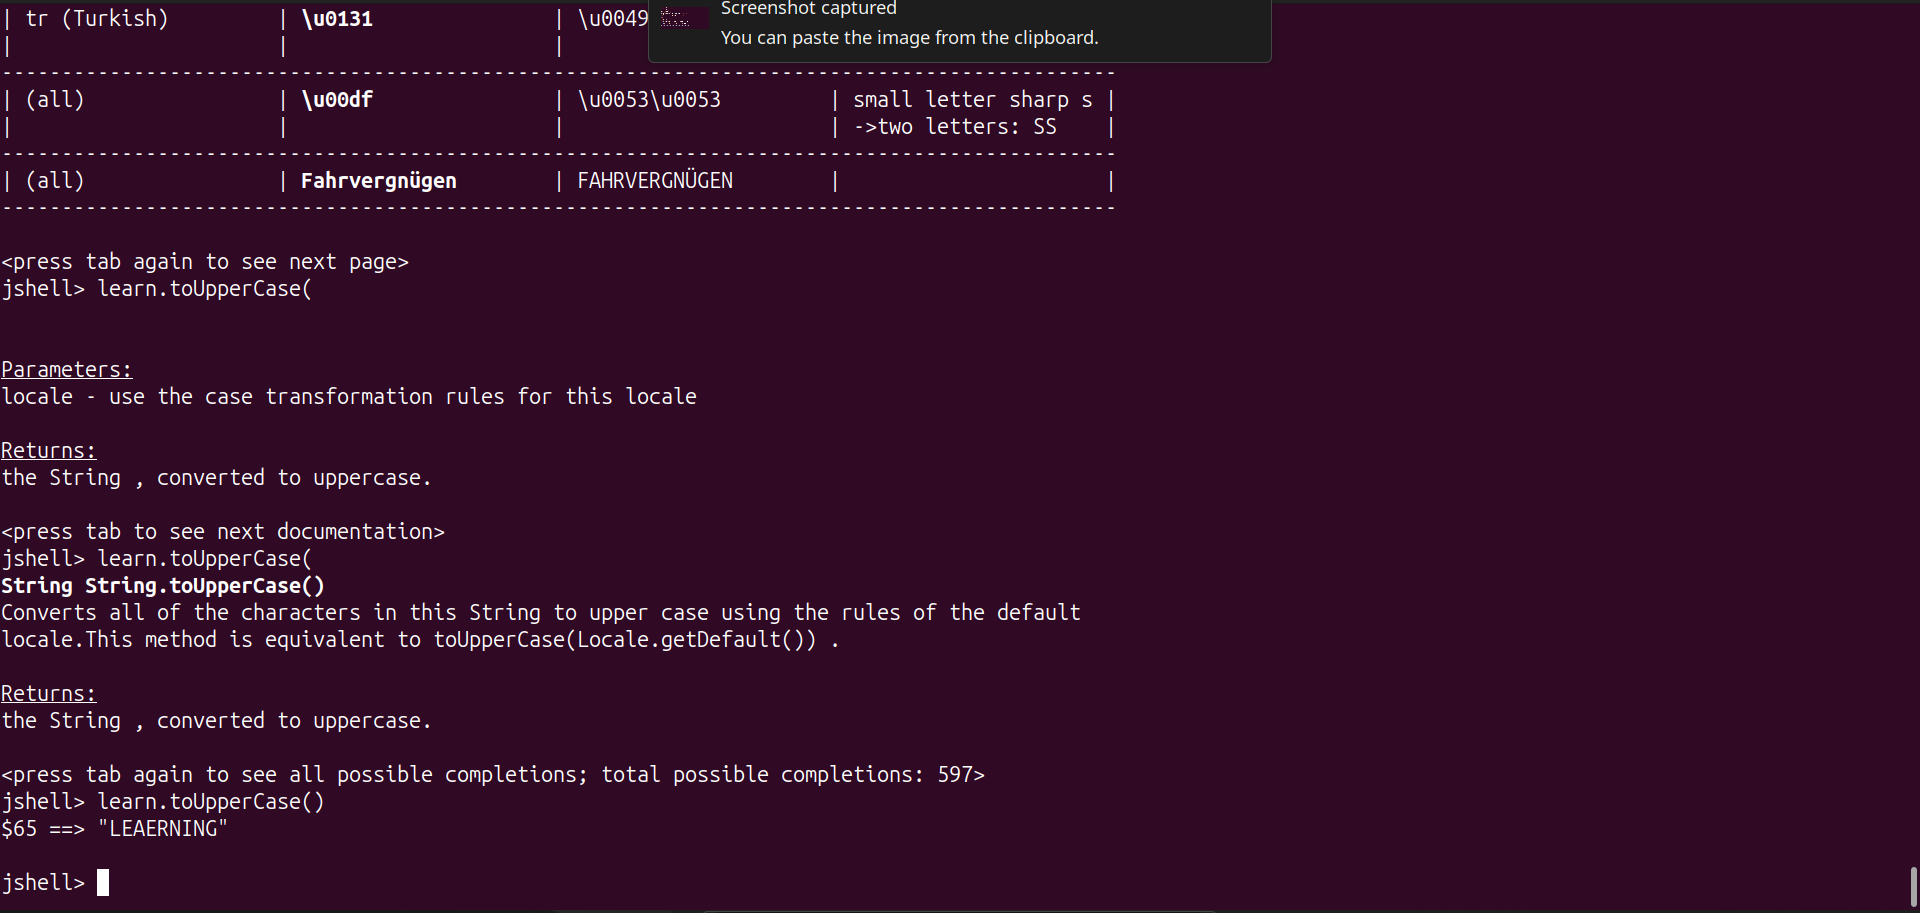 Screenshot captured
You can paste the image from the clipboard.
| tr (Turkish)         | \u0131               | \u0049
|                      |                      |
---------------------------------------------------------------------------------------------
| (all)                | \u00df               | \u0053\u0053         | small letter sharp s |
|                      |                      |                      | ->two letters: SS    |
---------------------------------------------------------------------------------------------
| (all)                | Fahrvergnügen        | FAHRVERGNÜGEN        |                      |
---------------------------------------------------------------------------------------------
<press tab again to see next page>
jshell> learn.toUpperCase(
Parameters:
locale - use the case transformation rules for this locale
Returns:
the String , converted to uppercase.
<press tab to see next documentation>
jshell> learn.toUpperCase(
String String.toUpperCase()
Converts all of the characters in this String to upper case using the rules of the default
locale.This method is equivalent to toUpperCase(Locale.getDefault()) .
Returns:
the String , converted to uppercase.
<press tab again to see all possible completions; total possible completions: 597>
jshell> learn.toUpperCase()
$65 ==> "LEAERNING"
jshell>